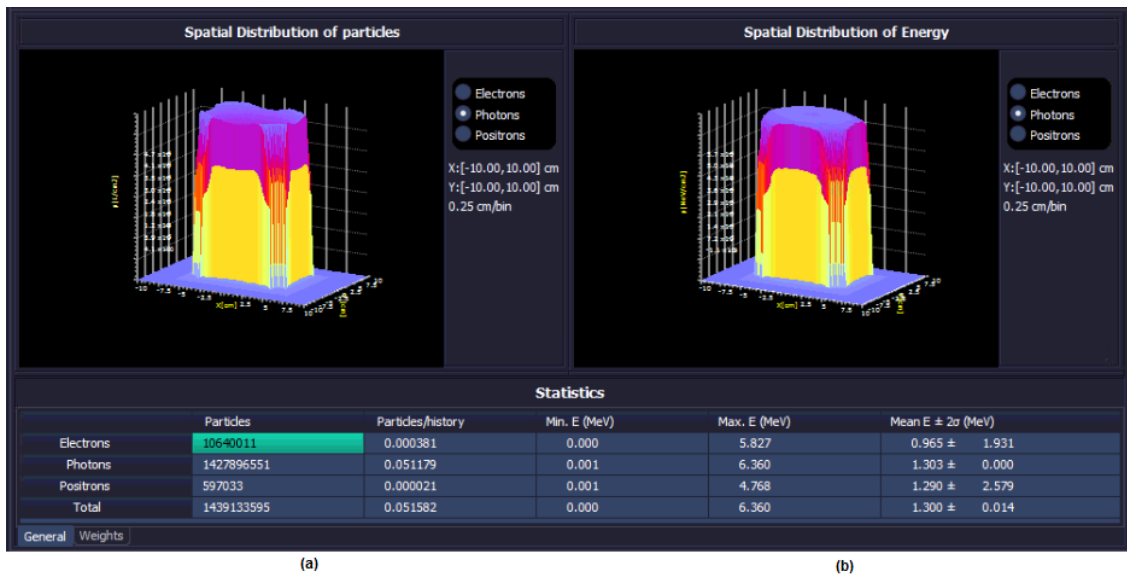 Spatial Distribution of particles
Spatial Distribution of Energy
Electrons
Photons
Positrons
X:[-10.00,10.00] cm
Y:[-10.00,10.00] cm
0.25 cm/bin
X[cm]
Electrons
Photons
Positrons
X:[-10.00,10.00] cm
Y:[-10.00,10.00] cm
0.25 cm/bin
X[cm]
Statistics
Particles Particles/history Min. E (MeV) Max. E (MeV) Mean E ± 2σ (MeV)
Electrons 10640011 0.000381 0.000 5.827 0.965 ± 1.931
Photons 1427896551 0.051179 0.001 6.360 1.303 ± 0.000
Positrons 597033 0.000021 0.001 4.768 1.290 ± 2.579
Total 1439133595 0.051582 0.000 6.360 1.300 ± 0.014
General Weights
(a) (b)